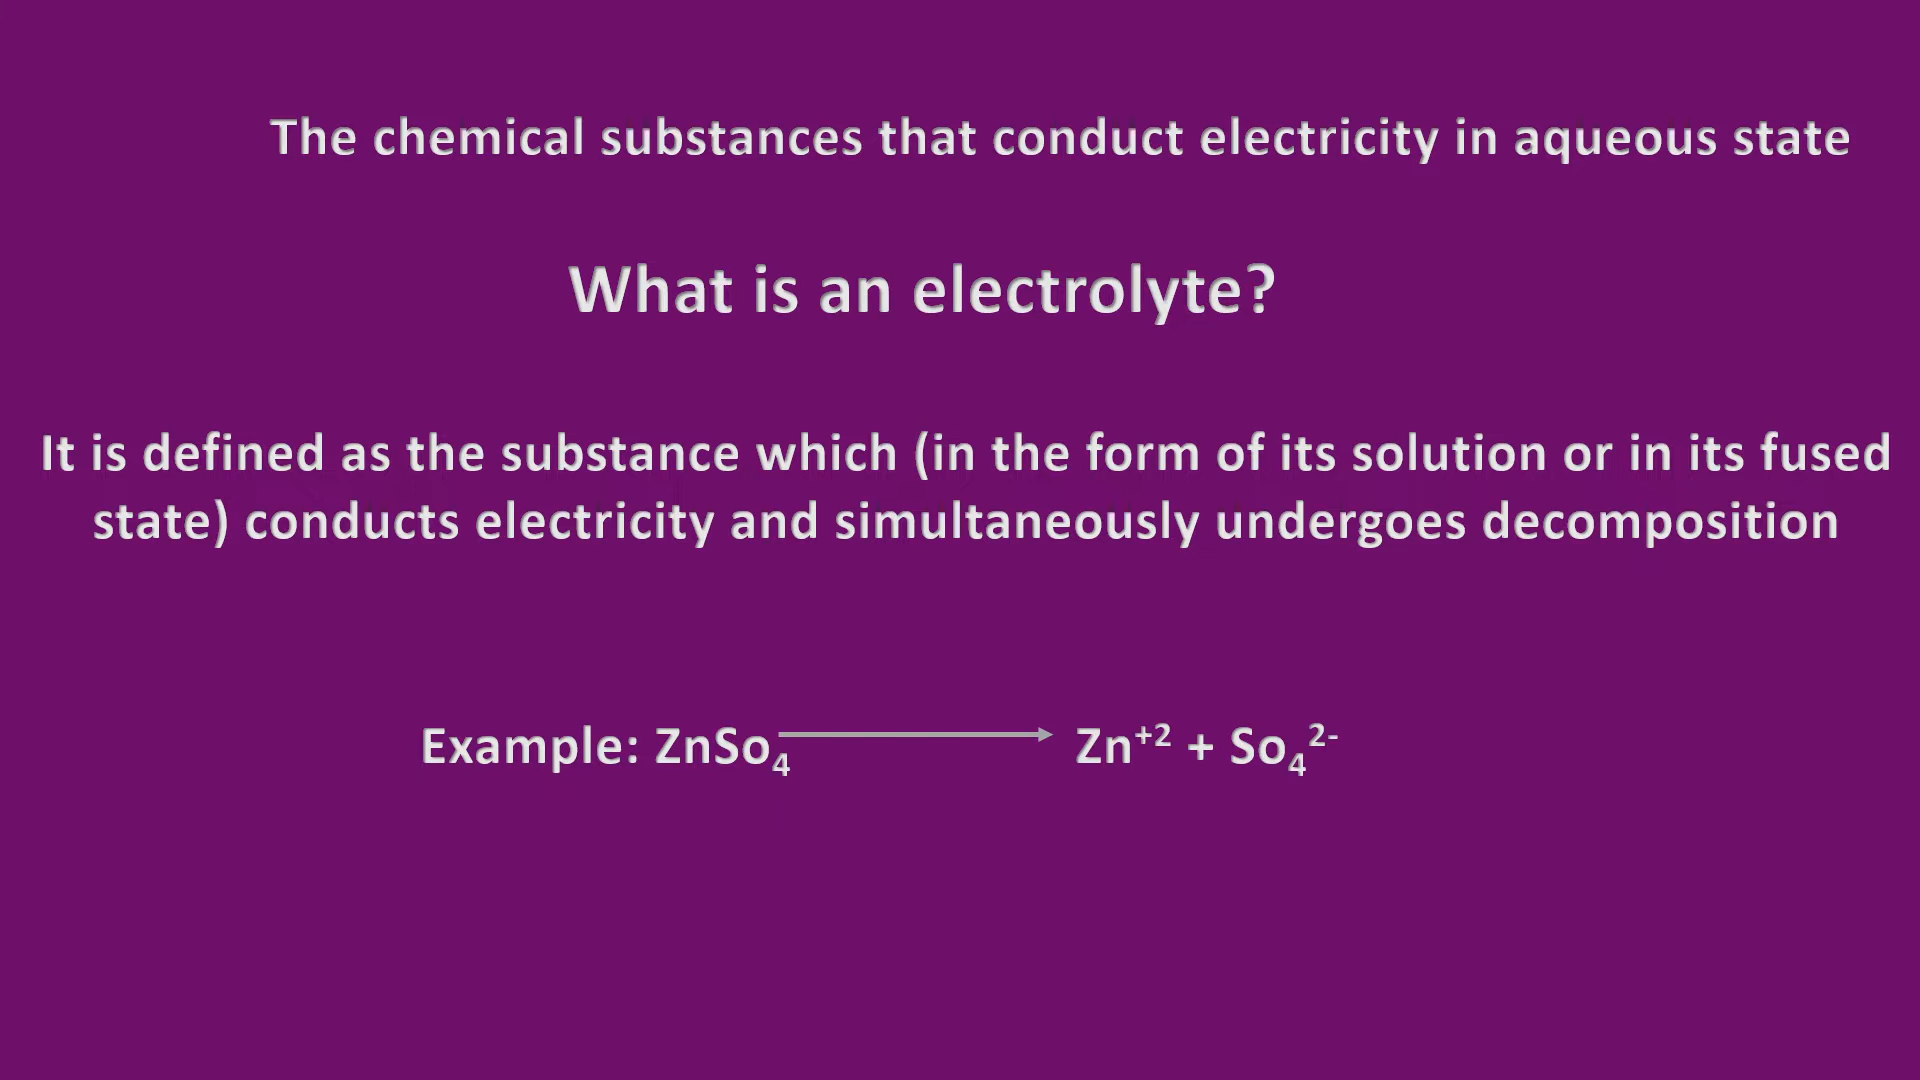 The chemical substances that conduct electricity in aqueous state
What is an electrolyte?
It is defined as the substance which (in the form of its solution or in its fused
state) conducts electricity and simultaneously undergoes decomposition
Example: ZnSo₄ ⟶ Zn⁺² + So₄²⁻